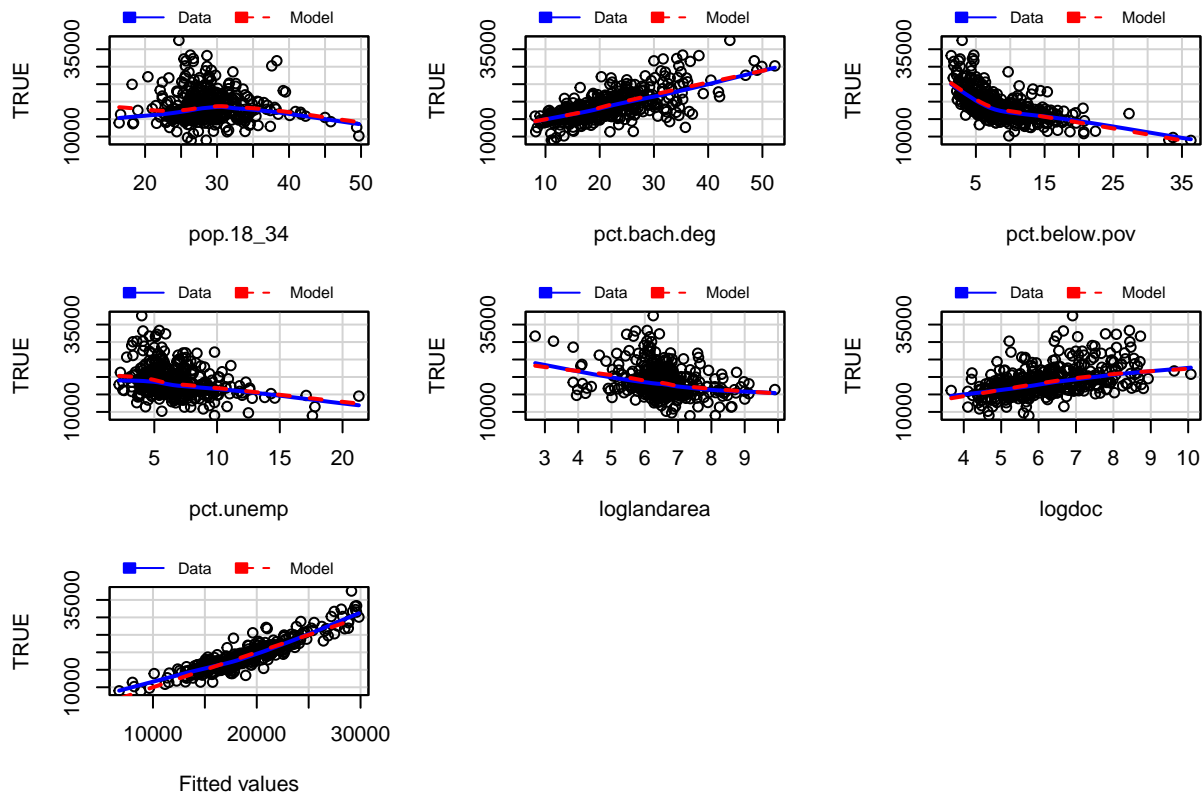 Data Model
TRUE
10000 35000
20 30 40 50
pop.18_34
Data Model
TRUE
10000 35000
10 20 30 40 50
pct.bach.deg
Data Model
TRUE
10000 35000
5 15 25 35
pct.below.pov
Data Model
TRUE
10000 35000
5 10 15 20
pct.unemp
Data Model
TRUE
10000 35000
3 4 5 6 7 8 9
loglandarea
Data Model
TRUE
10000 35000
4 5 6 7 8 9 10
logdoc
Data Model
TRUE
10000 35000
10000 20000 30000
Fitted values